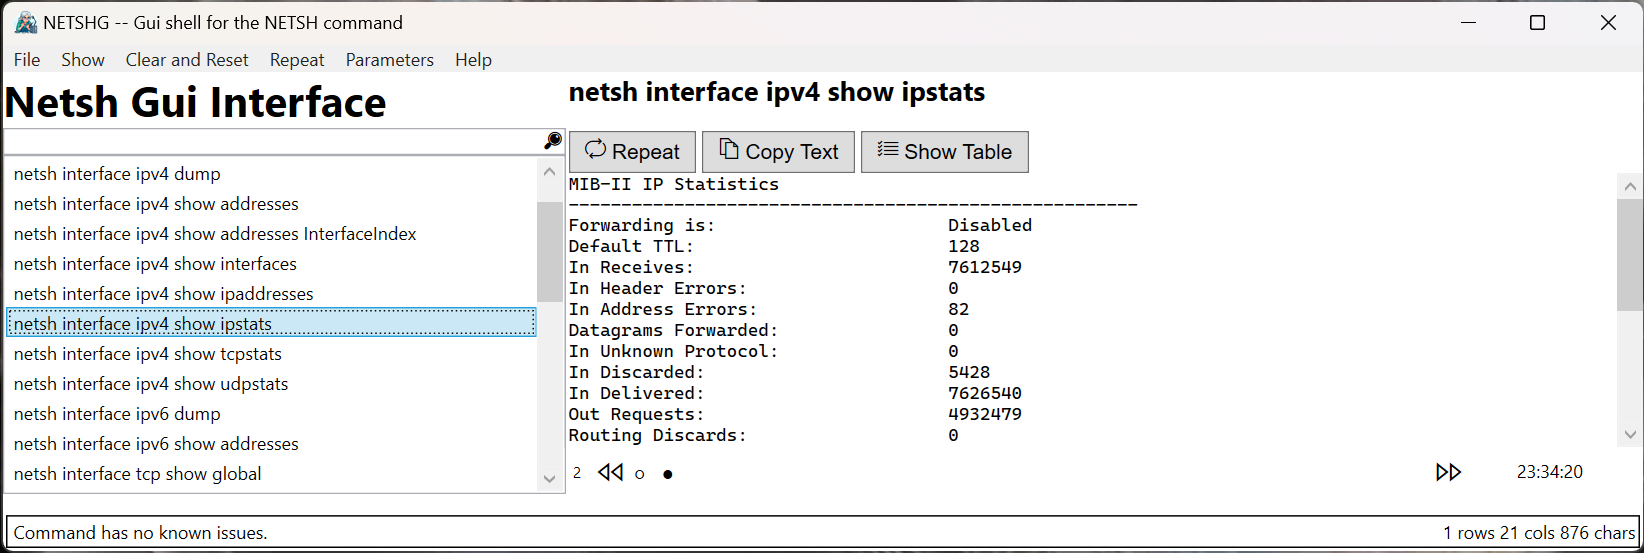 NETSHG -- Gui shell for the NETSH command
File Show Clear and Reset Repeat Parameters Help
Netsh Gui Interface
netsh interface ipv4 dump
netsh interface ipv4 show addresses
netsh interface ipv4 show addresses InterfaceIndex
netsh interface ipv4 show interfaces
netsh interface ipv4 show ipaddresses
netsh interface ipv4 show ipstats
netsh interface ipv4 show tcpstats
netsh interface ipv4 show udpstats
netsh interface ipv6 dump
netsh interface ipv6 show addresses
netsh interface tcp show global
netsh interface ipv4 show ipstats
Repeat Copy Text Show Table
MIB-II IP Statistics
------------------------------------------------------
Forwarding is: Disabled
Default TTL: 128
In Receives: 7612549
In Header Errors: 0
In Address Errors: 82
Datagrams Forwarded: 0
In Unknown Protocol: 0
In Discarded: 5428
In Delivered: 7626540
Out Requests: 4932479
Routing Discards: 0
2 23:34:20
Command has no known issues. 1 rows 21 cols 876 chars